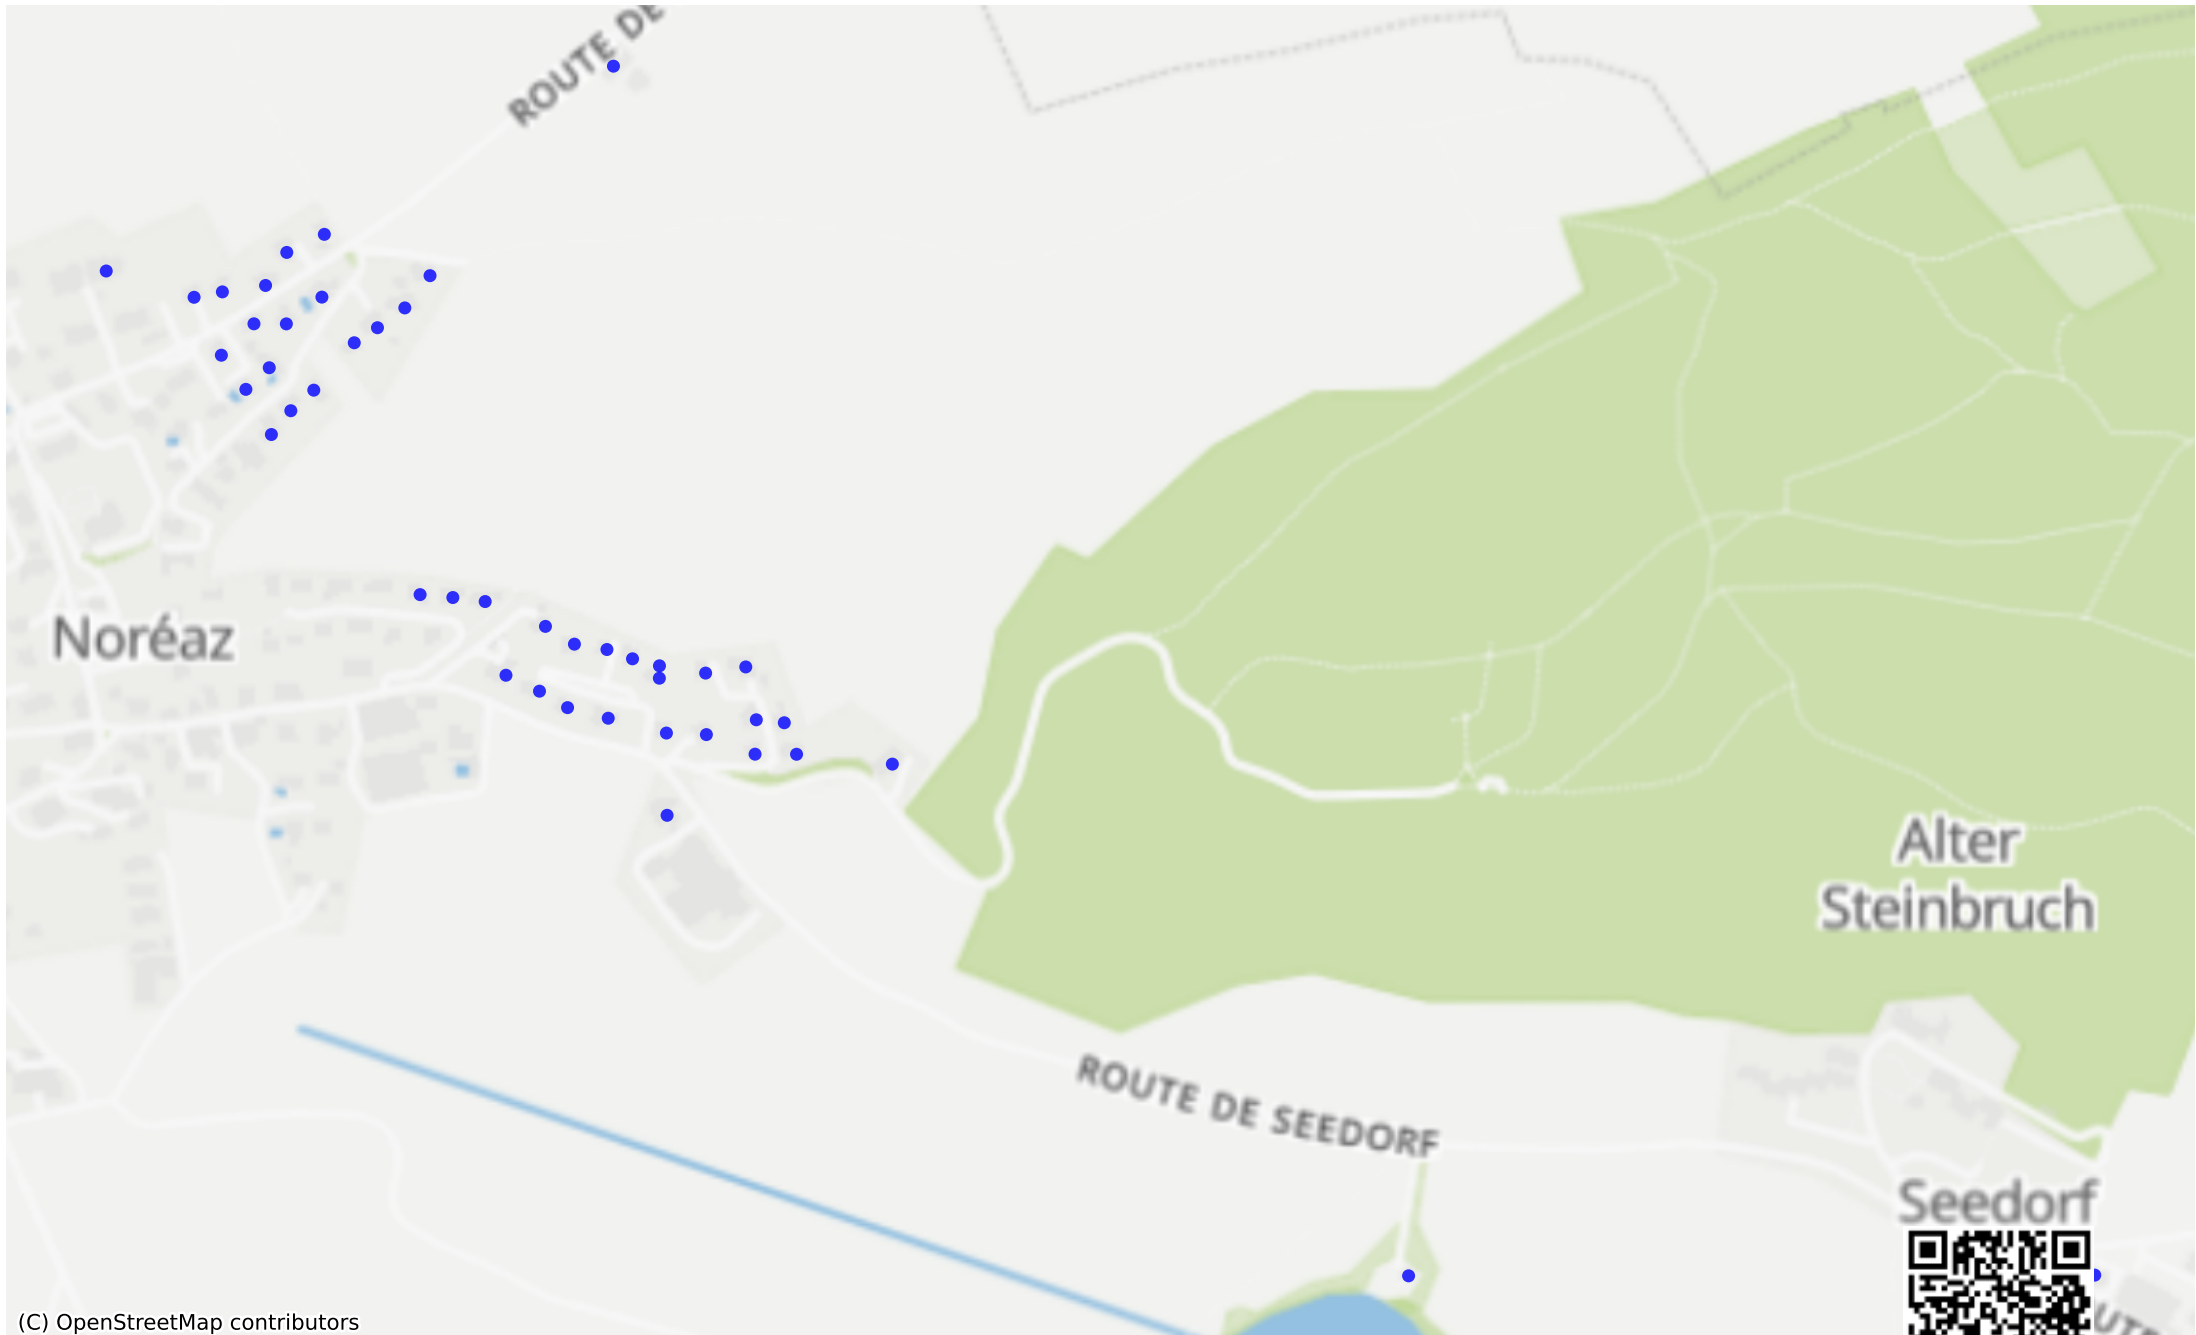 ROUTE DE
Noréaz
Alter
Steinbruch
ROUTE DE SEEDORF
Seedorf
(C) OpenStreetMap contributors